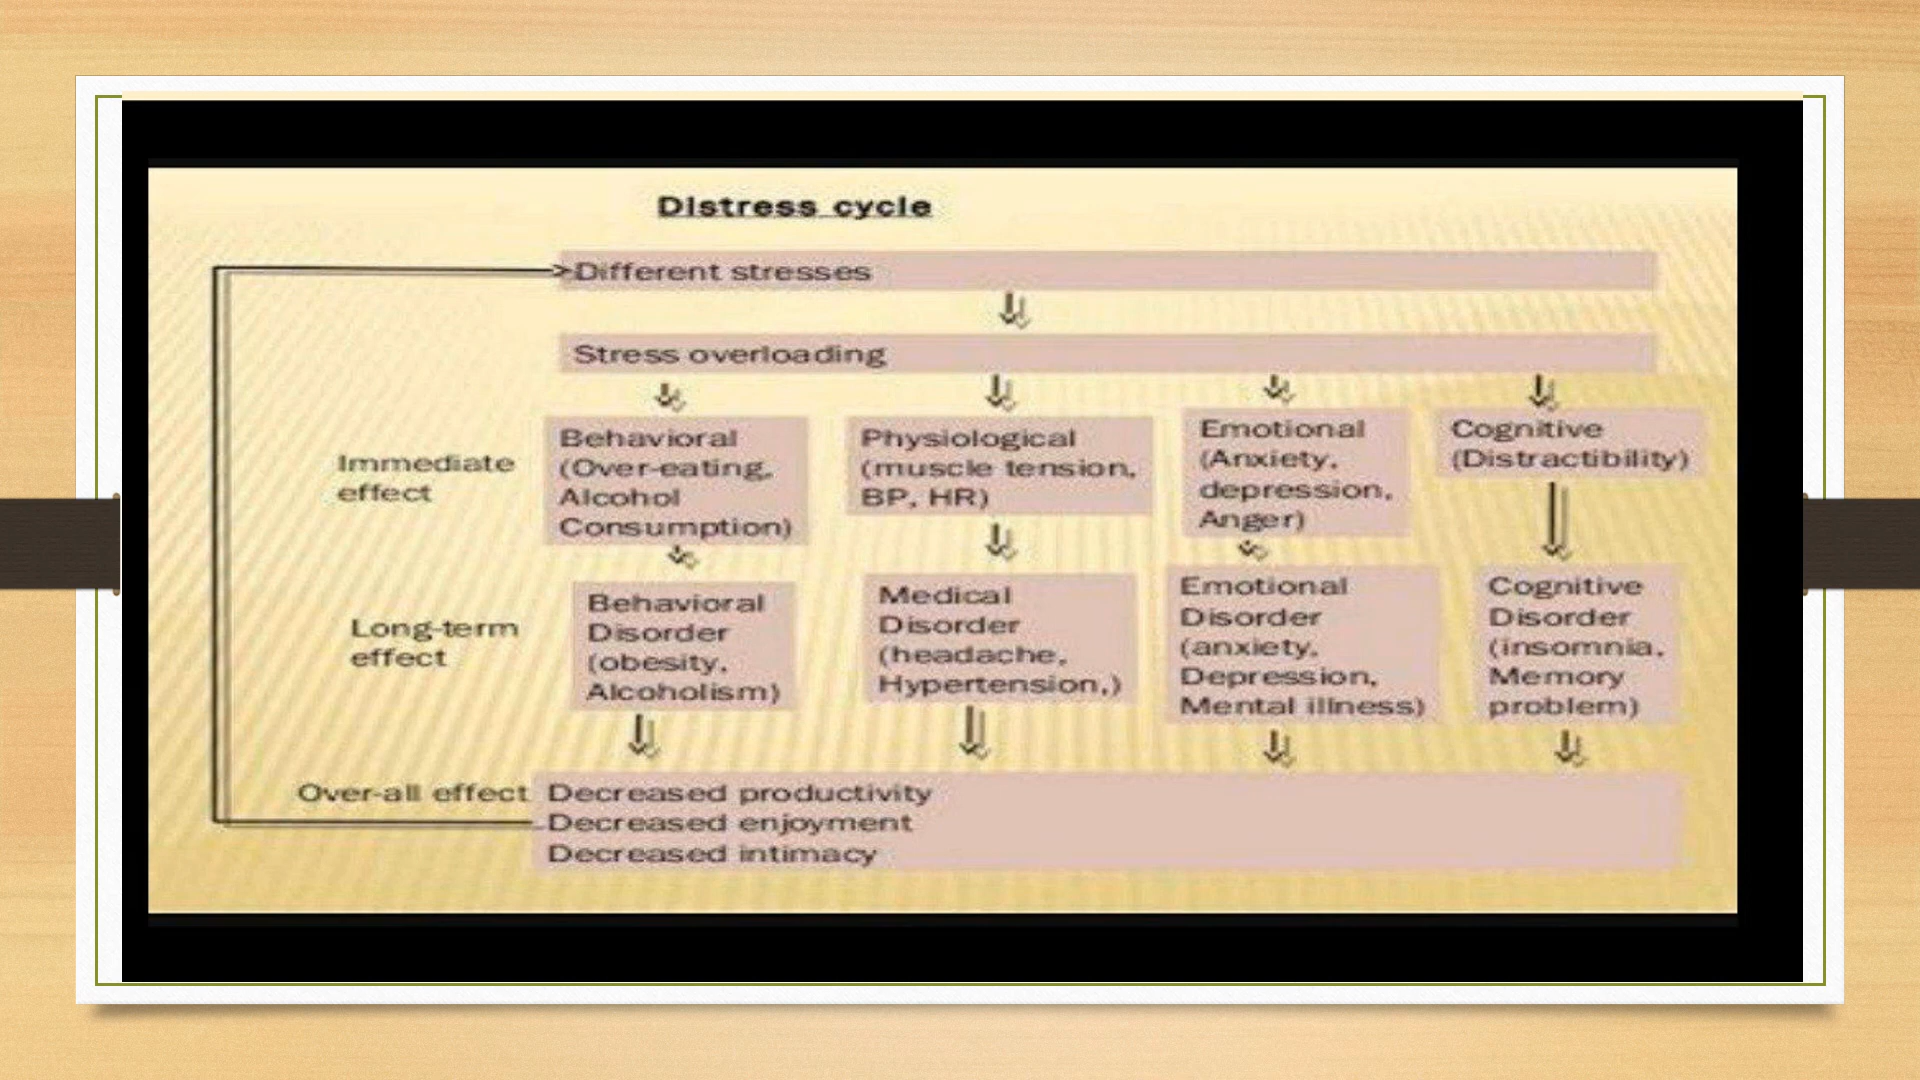 Distress cycle
Different stresses
Stress overloading
Immediate
effect
Behavioral
(Over-eating,
Alcohol
Consumption)
Physiological
(muscle tension,
BP, HR)
Emotional
(Anxiety,
depression,
Anger)
Cognitive
(Distractibility)
Long-term
effect
Behavioral
Disorder
(obesity,
Alcoholism)
Medical
Disorder
(headache,
Hypertension,)
Emotional
Disorder
(anxiety,
Depression,
Mental illness)
Cognitive
Disorder
(insomnia,
Memory
problem)
Over-all effect
Decreased productivity
Decreased enjoyment
Decreased intimacy